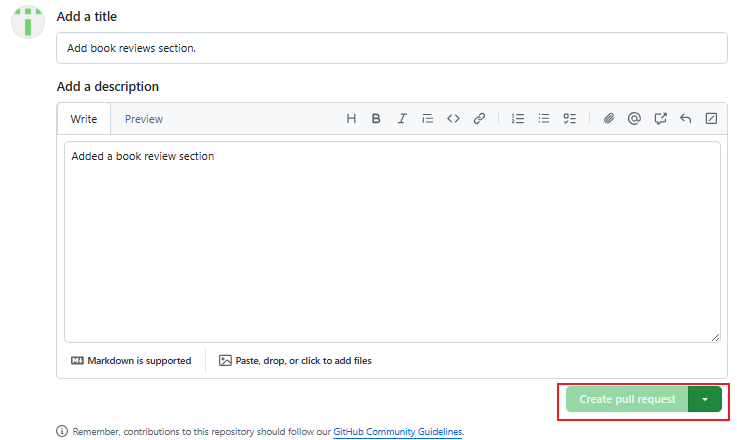 Add a title
Add book reviews section.
Add a description
Write Preview
Added a book review section
Markdown is supported Paste, drop, or click to add files
Create pull request
Remember, contributions to this repository should follow our GitHub Community Guidelines.